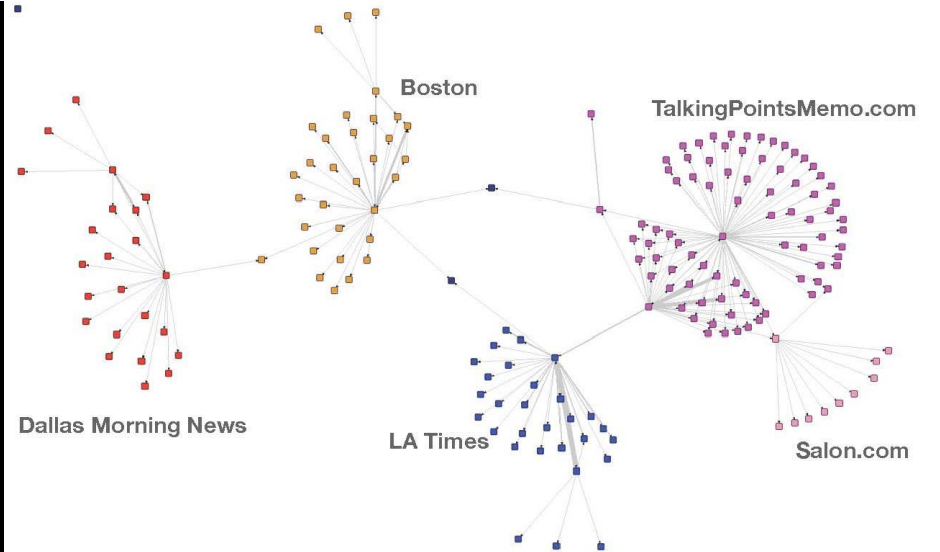 Boston
TalkingPointsMemo.com
Dallas Morning News
LA Times
Salon.com